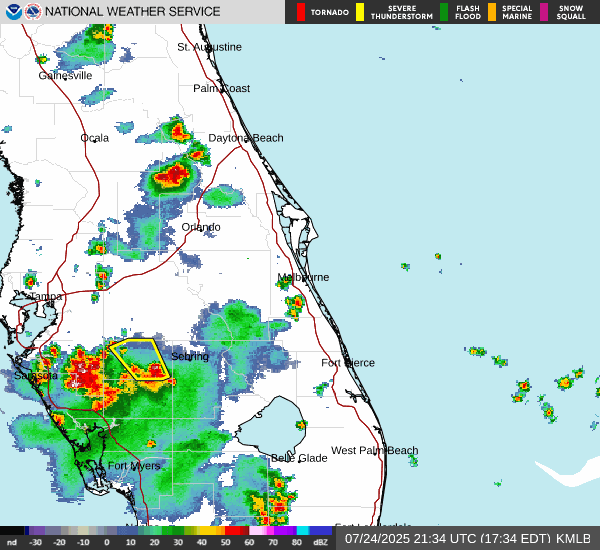 NATIONAL WEATHER SERVICE
TORNADO
SEVERE
THUNDERSTORM
FLASH
FLOOD
SPECIAL
MARINE
SNOW
SQUALL
St. Augustine
Gainesville
Palm Coast
Ocala
Daytona Beach
Orlando
Melbourne
Tampa
Sebring
Fort Pierce
Sarasota
West Palm Beach
Belle Glade
Fort Myers
nd -30 -20 -10 0 10 20 30 40 50 60 70 80 dBZ
07/24/2025 21:34 UTC (17:34 EDT) KMLB